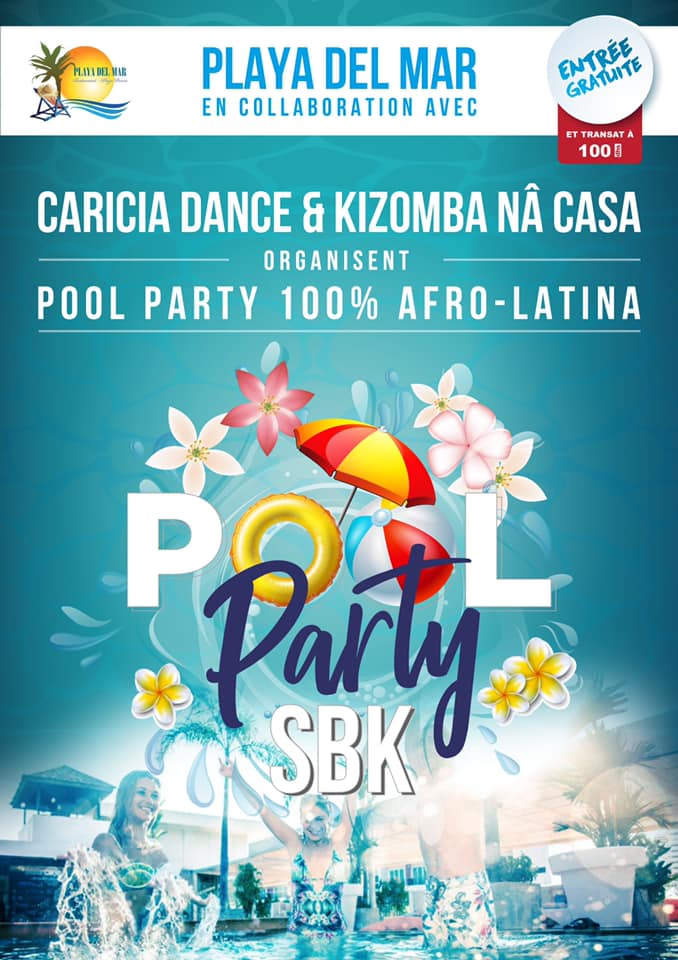 PLAYA DEL MAR
PLAYA DEL MAR
EN COLLABORATION AVEC
ENTRÉE
GRATUITE
ET TRANSAT À
100
CARICIA DANCE & KIZOMBA NÂ CASA
ORGANISENT
POOL PARTY 100% AFRO-LATINA
POOL
Party
SBK